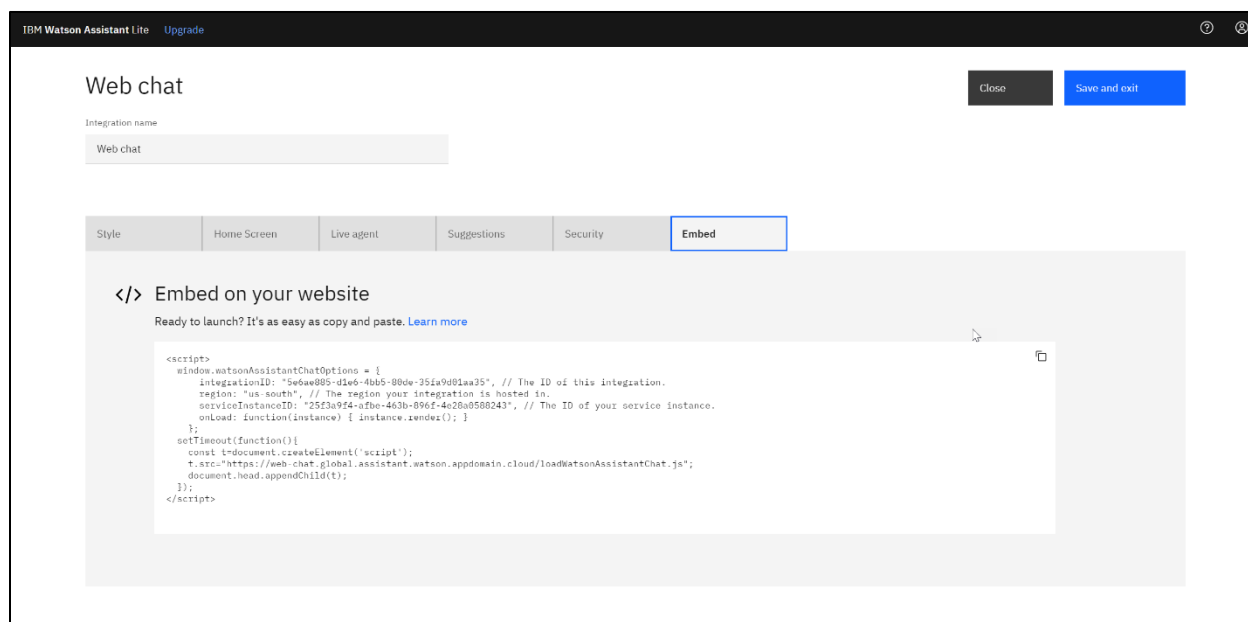 IBM Watson Assistant Lite Upgrade
Web chat
Close
Save and exit
Integration name
Web chat
Style
Home Screen
Live agent
Suggestions
Security
Embed
</> Embed on your website
Ready to launch? It's as easy as copy and paste. Learn more
<script>
window.watsonAssistantChatOptions = {
integrationID: "5e6ae885-d1e6-4bb5-80de-35fa9d01aa35", // The ID of this integration.
region: "us-south", // The region your integration is hosted in.
serviceInstanceID: "25f3a9f4-afbe-463b-896f-4e28a0588243", // The ID of your service instance.
onLoad: function(instance) { instance.render(); }
};
setTimeout(function(){
const t=document.createElement('script');
t.src="https://web-chat.global.assistant.watson.appdomain.cloud/loadWatsonAssistantChat.js";
document.head.appendChild(t);
});
</script>